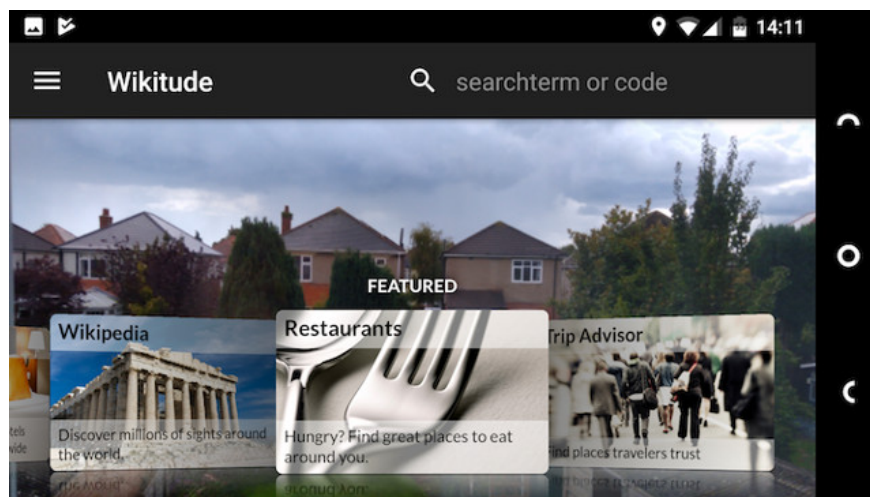 14:11
Wikitude
searchterm or code
FEATURED
Wikipedia
Discover millions of sights around
the world.
Restaurants
Hungry? Find great places to eat
around you.
Trip Advisor
Find places travelers trust